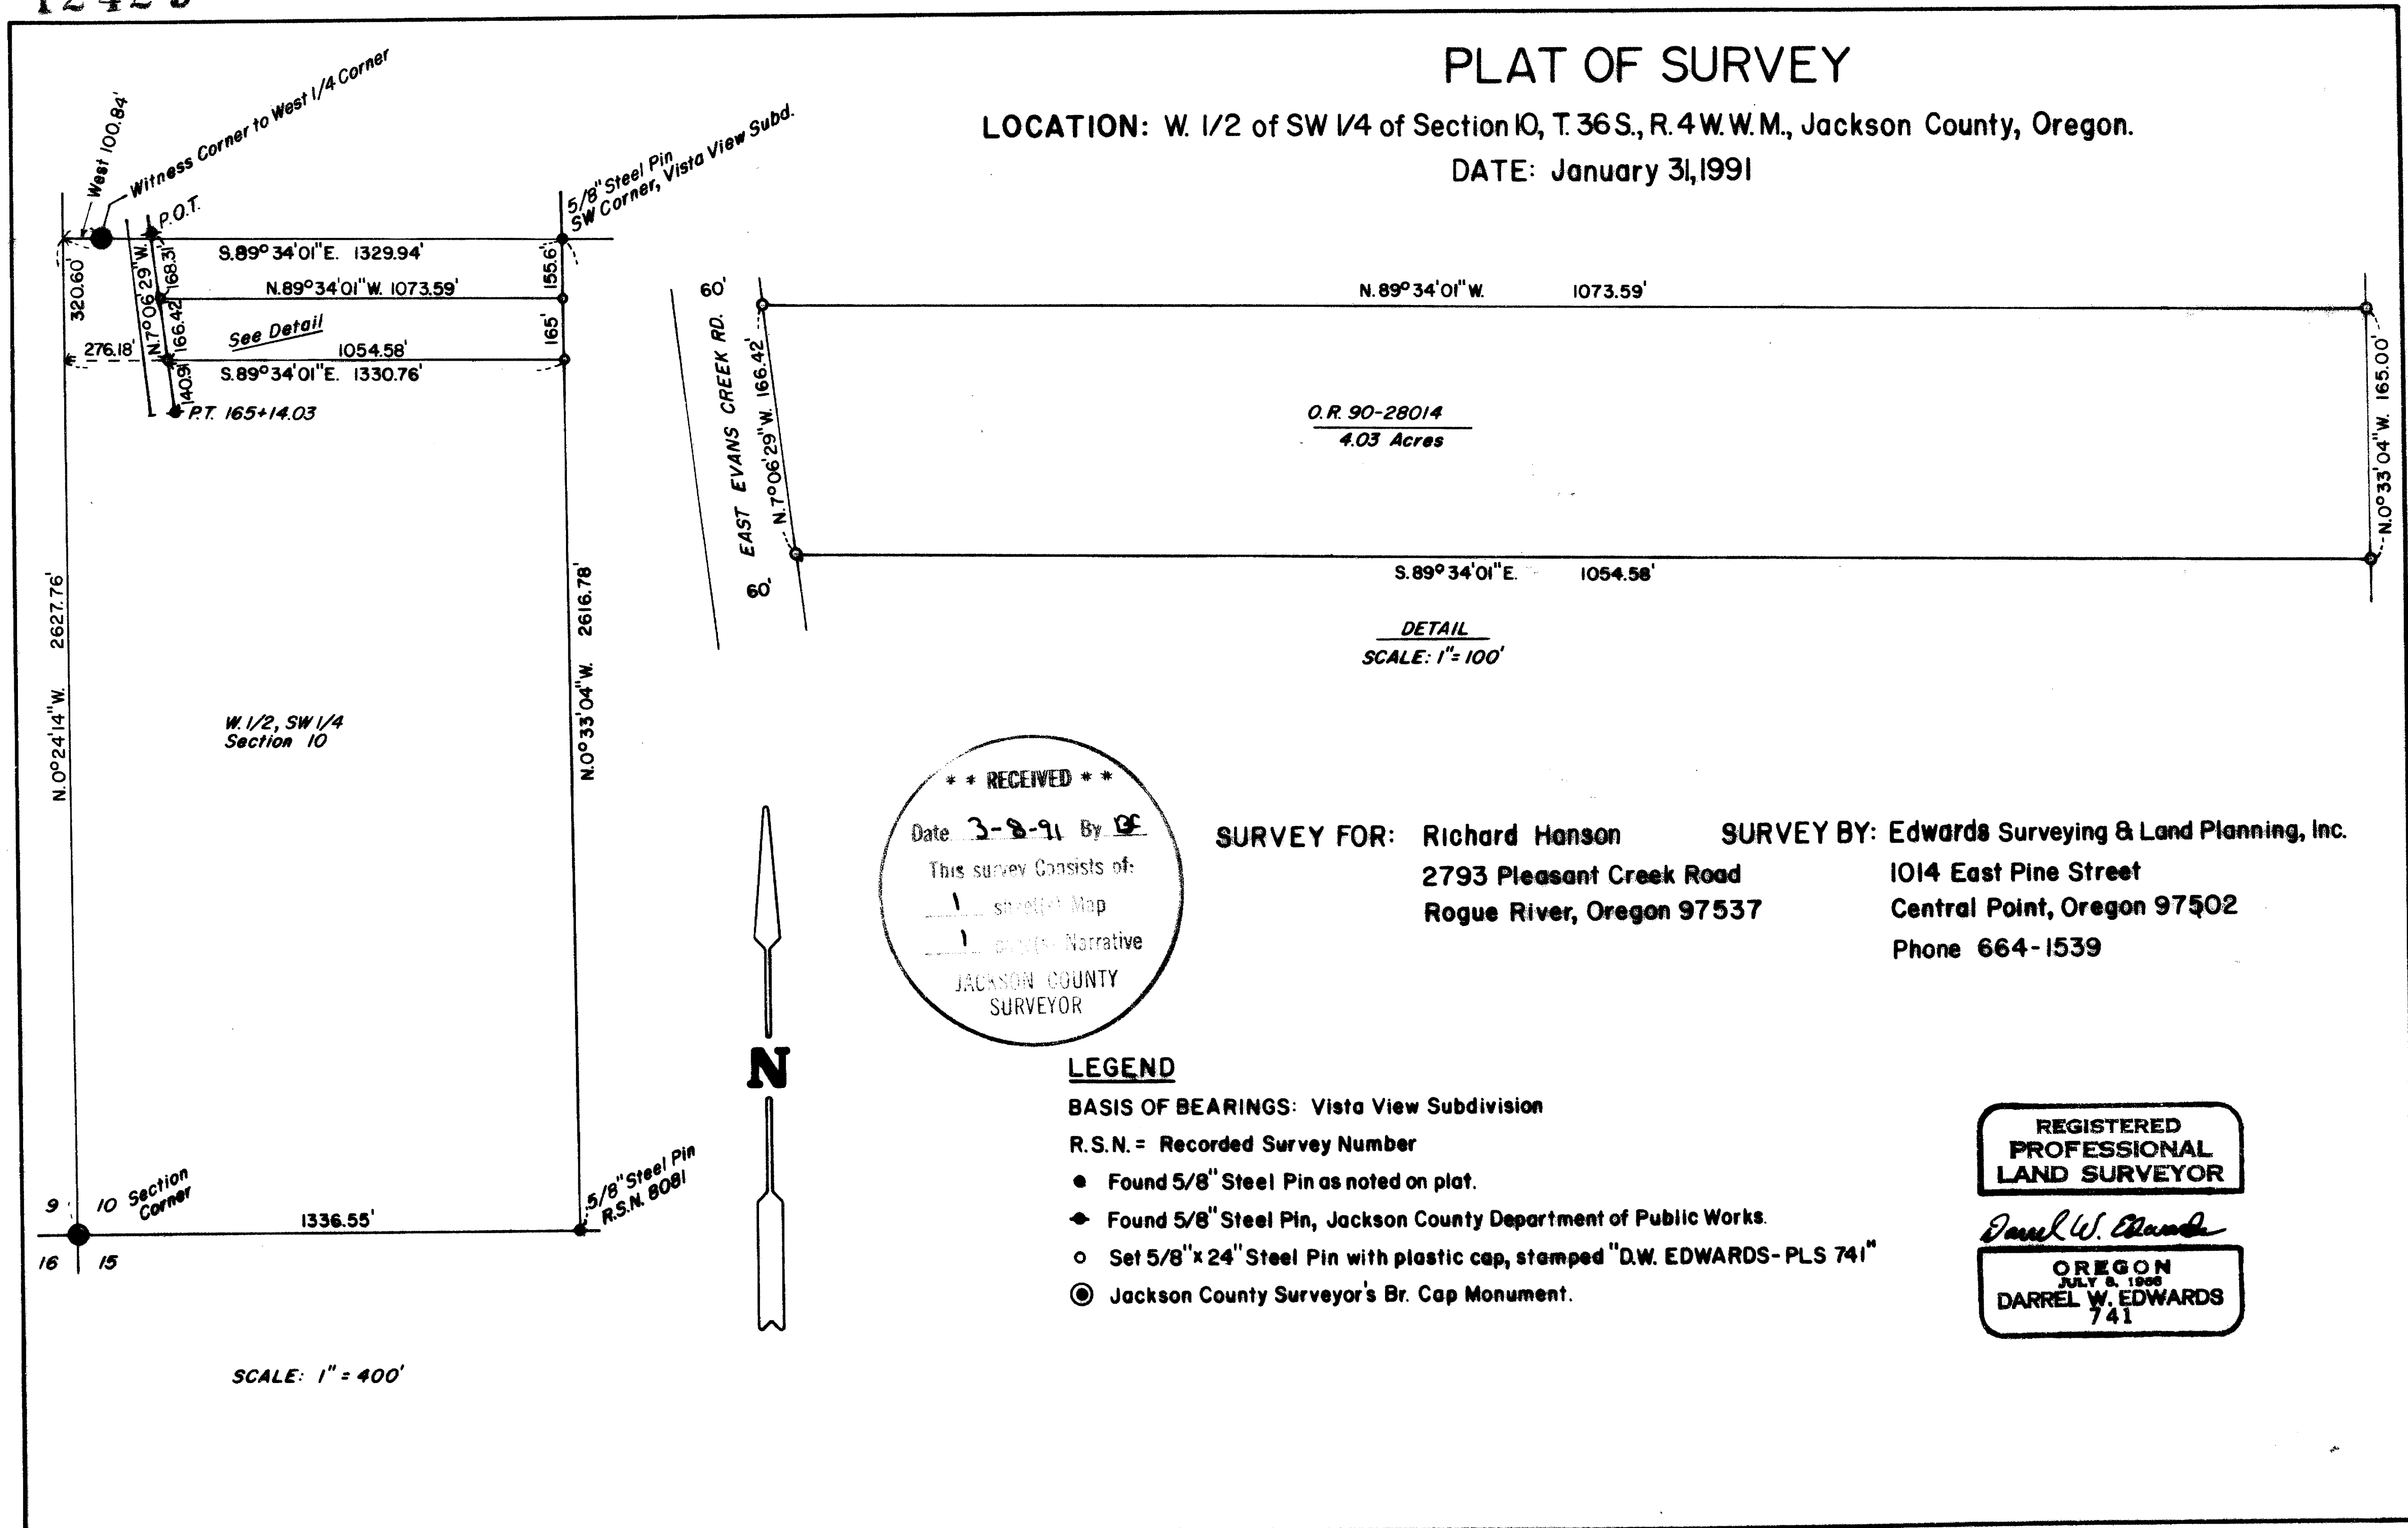 PLAT OF SURVEY
LOCATION: W. 1/2 of SW 1/4 of Section 10, T. 36 S., R. 4 W. W. M., Jackson County, Oregon.
DATE: January 31, 1991
West 100.84'
Witness Corner to West 1/4 Corner
P.O.T.
5/8" Steel Pin
SW Corner, Vista View Subd.
S.89°34'01"E. 1329.94'
320.60'
N.7°06'29"W.
168.31'
155.6'
N.89°34'01"W. 1073.59'
166.42'
See Detail
165'
276.18'
1054.58'
S.89°34'01"E. 1330.76'
140.91'
P.T. 165+14.03
N.0°24'14"W. 2627.76'
N.0°33'04"W. 2616.78'
W. 1/2, SW 1/4
Section 10
9 10 Section
Corner
16 15
1336.55'
5/8" Steel Pin
R.S.N. 8081
SCALE: 1" = 400'
60'
EAST EVANS CREEK RD.
60'
N.7°06'29"W. 166.42'
N.89°34'01"W. 1073.59'
O.R. 90-28014
4.03 Acres
N.0°33'04"W. 165.00'
S.89°34'01"E. 1054.58'
DETAIL
SCALE: 1" = 100'
* * RECEIVED * *
Date 3-8-91 By
This survey Consists of:
1 Map
1 Narrative
JACKSON COUNTY
SURVEYOR
N
SURVEY FOR: Richard Hanson
2793 Pleasant Creek Road
Rogue River, Oregon 97537
SURVEY BY: Edwards Surveying & Land Planning, Inc.
1014 East Pine Street
Central Point, Oregon 97502
Phone 664-1539
LEGEND
BASIS OF BEARINGS: Vista View Subdivision
R.S.N. = Recorded Survey Number
Found 5/8" Steel Pin as noted on plat.
Found 5/8" Steel Pin, Jackson County Department of Public Works.
Set 5/8" x 24" Steel Pin with plastic cap, stamped "D.W. EDWARDS-PLS 741"
Jackson County Surveyor's Br. Cap Monument.
REGISTERED
PROFESSIONAL
LAND SURVEYOR
Darrel W. Edwards
OREGON
JULY 8, 1966
DARREL W. EDWARDS
741